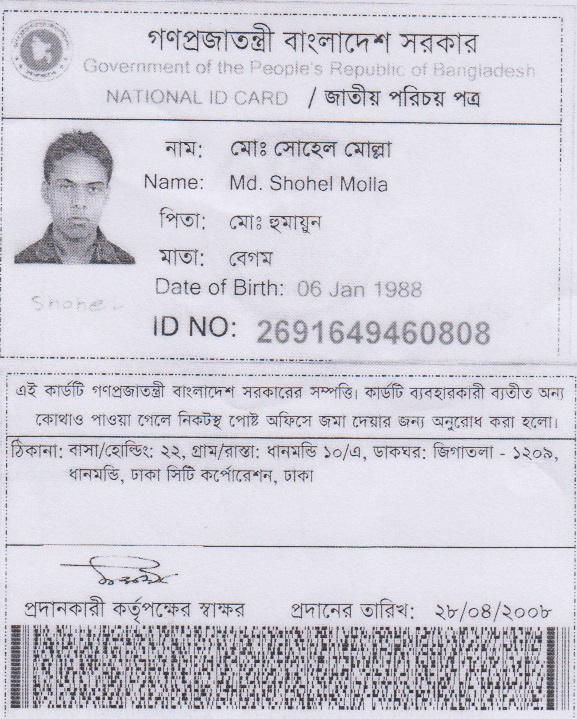 গণপ্রজাতন্ত্রী বাংলাদেশ সরকার
Government of the People's Republic of Bangladesh
NATIONAL ID CARD / জাতীয় পরিচয় পত্র
নাম: মোঃ সোহেল মোল্লা
Name: Md. Shohel Molla
পিতা: মোঃ হুমায়ুন
মাতা: বেগম
Date of Birth: 06 Jan 1988
Shohel
ID NO: 2691649460808
এই কার্ডটি গণপ্রজাতন্ত্রী বাংলাদেশ সরকারের সম্পত্তি। কার্ডটি ব্যবহারকারী ব্যতীত অন্য
কোথাও পাওয়া গেলে নিকটস্থ পোষ্ট অফিসে জমা দেয়ার জন্য অনুরোধ করা হলো।
ঠিকানা: বাসা/হোল্ডিং: ২২, গ্রাম/রাস্তা: ধানমন্ডি ১০/এ, ডাকঘর: জিগাতলা - ১২০৯,
ধানমন্ডি, ঢাকা সিটি কর্পোরেশন, ঢাকা
প্রদানকারী কর্তৃপক্ষের স্বাক্ষর প্রদানের তারিখ: ২৮/০৪/২০০৮